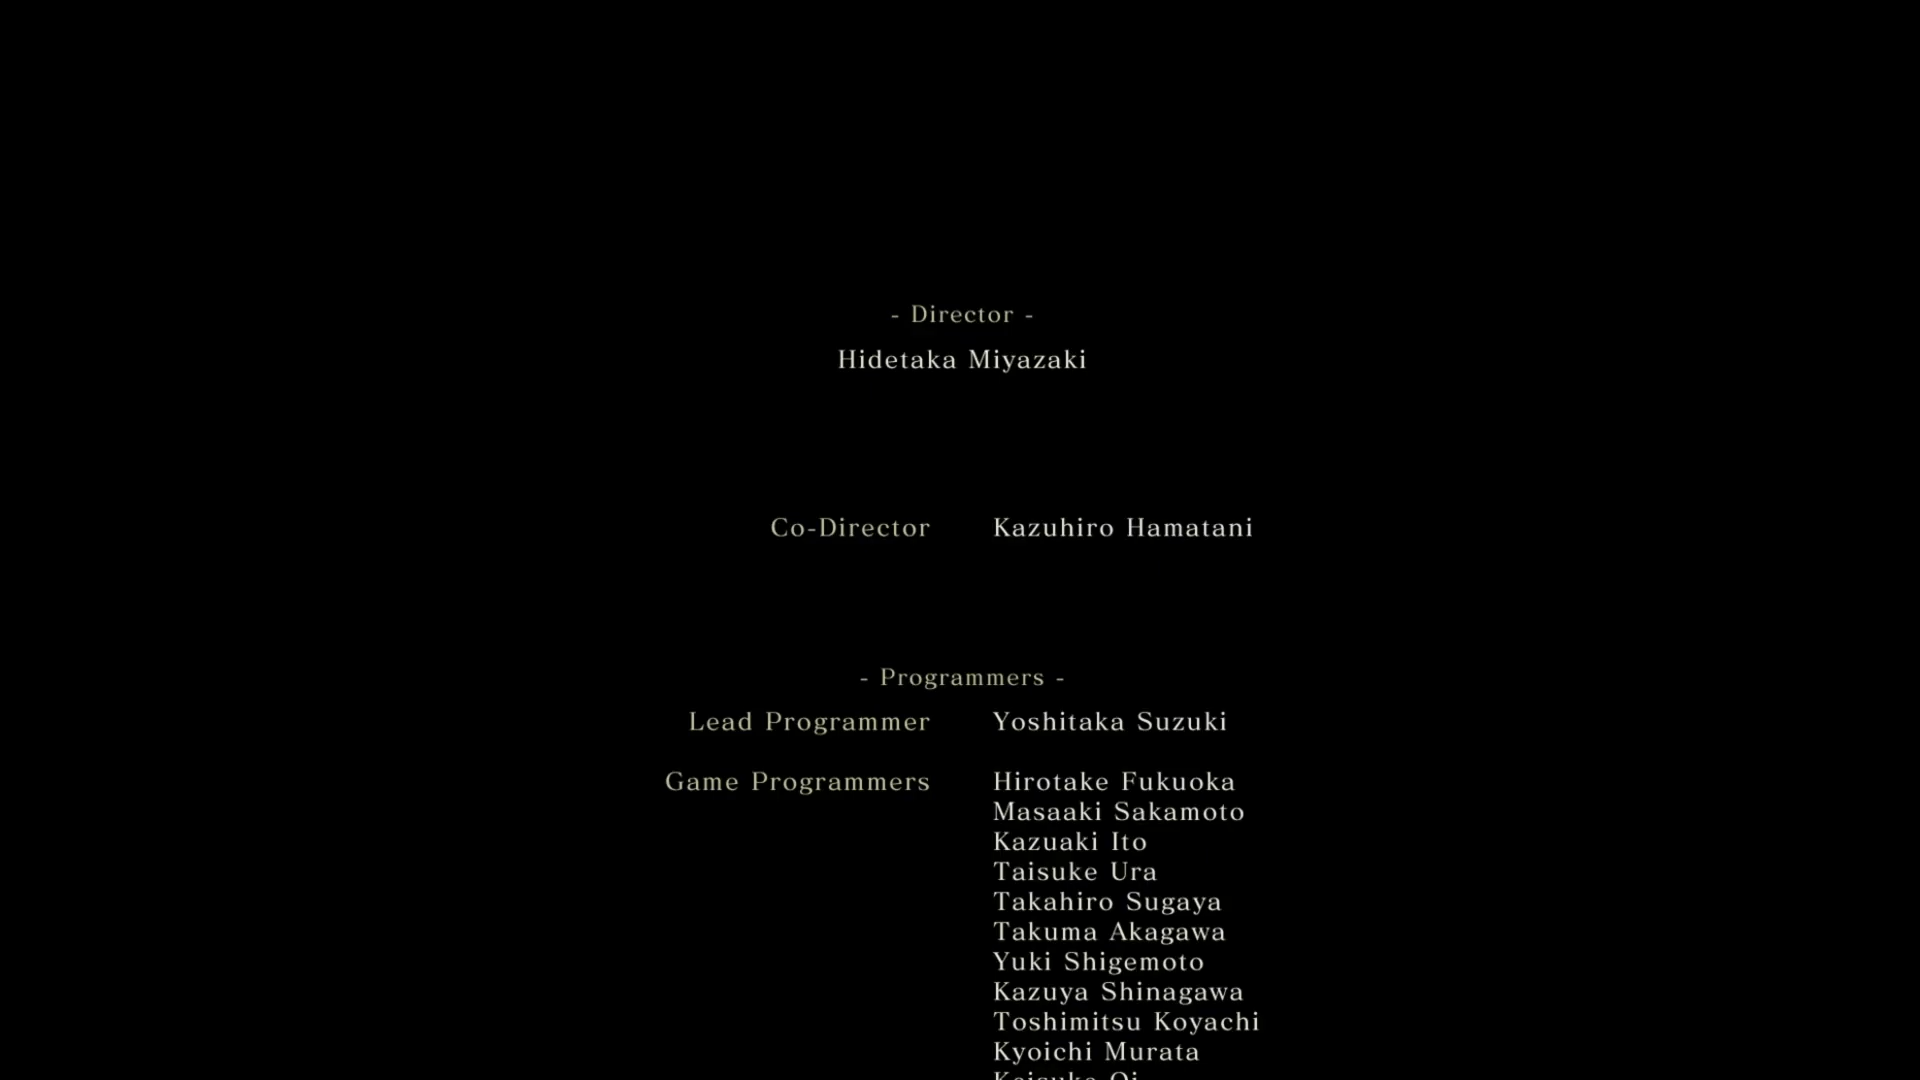 - Director -
Hidetaka Miyazaki
Co-Director Kazuhiro Hamatani
- Programmers -
Lead Programmer Yoshitaka Suzuki
Game Programmers Hirotake Fukuoka
Masaaki Sakamoto
Kazuaki Ito
Taisuke Ura
Takahiro Sugaya
Takuma Akagawa
Yuki Shigemoto
Kazuya Shinagawa
Toshimitsu Koyachi
Kyoichi Murata